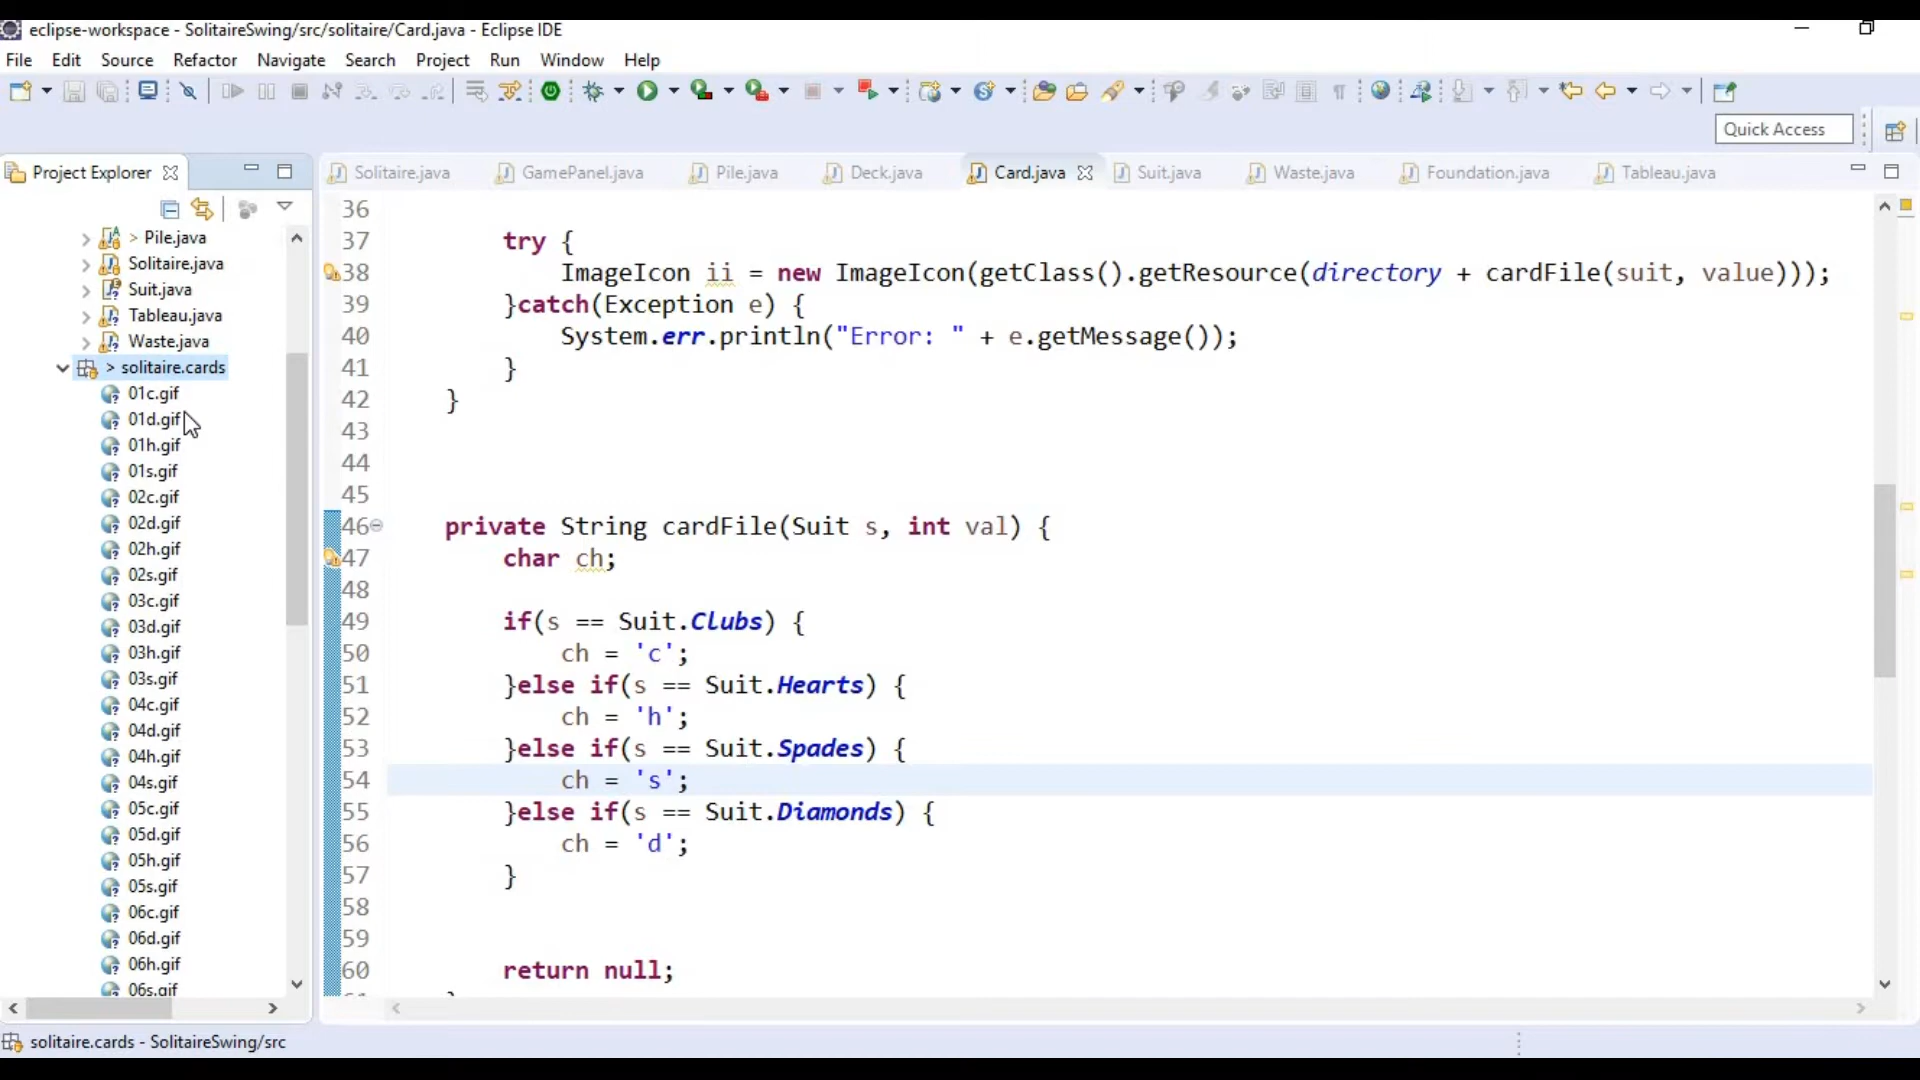 eclipse-workspace - SolitaireSwing/src/solitaire/Card.java - Eclipse IDE
File Edit Source Refactor Navigate Search Project Run Window Help
Quick Access
Project Explorer
Solitaire.java GamePanel.java Pile.java Deck.java Card.java Suit.java Waste.java Foundation.java Tableau.java
> Pile.java
Solitaire.java
Suit.java
Tableau.java
Waste.java
> solitaire.cards
01c.gif
01d.gif
01h.gif
01s.gif
02c.gif
02d.gif
02h.gif
02s.gif
03c.gif
03d.gif
03h.gif
03s.gif
04c.gif
04d.gif
04h.gif
04s.gif
05c.gif
05d.gif
05h.gif
05s.gif
06c.gif
06d.gif
06h.gif
06s.gif
36
37 try {
38 ImageIcon ii = new ImageIcon(getClass().getResource(directory + cardFile(suit, value)));
39 }catch(Exception e) {
40 System.err.println("Error: " + e.getMessage());
41 }
42 }
43
44
45
46 private String cardFile(Suit s, int val) {
47 char ch;
48
49 if(s == Suit.Clubs) {
50 ch = 'c';
51 }else if(s == Suit.Hearts) {
52 ch = 'h';
53 }else if(s == Suit.Spades) {
54 ch = 's';
55 }else if(s == Suit.Diamonds) {
56 ch = 'd';
57 }
58
59
60 return null;
solitaire.cards - SolitaireSwing/src